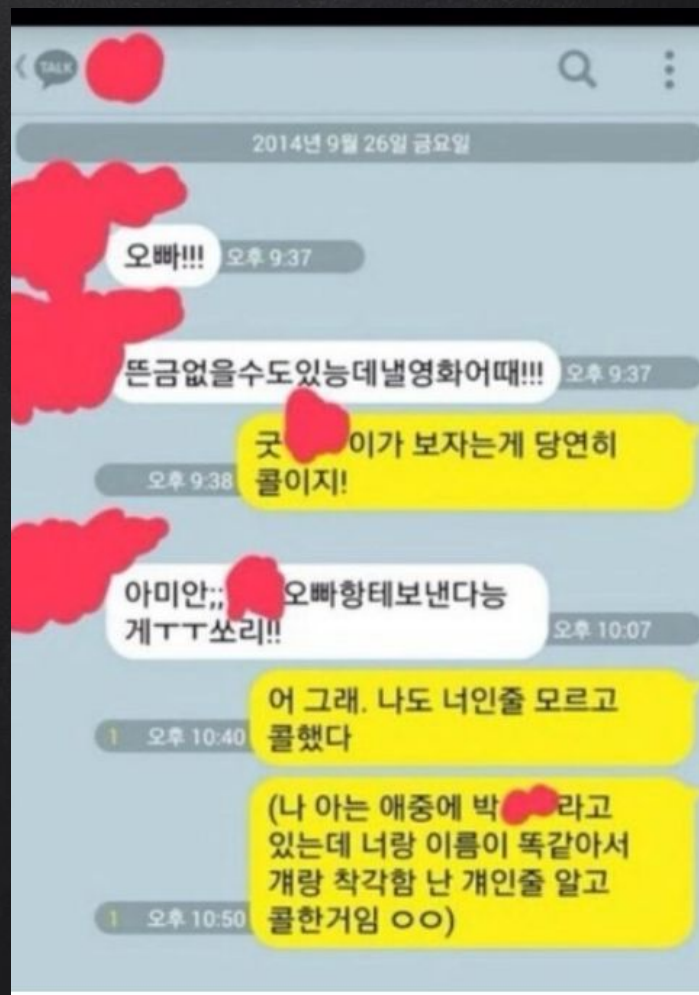 TALK
2014년 9월 26일 금요일
오빠!!! 오후 9:37
뜬금없을수도있능데낼영화어때!!! 오후 9:37
굿 이가 보자는게 당연히
오후 9:38 콜이지!
아미안;; 오빠항테보낸다능
게ㅜㅜ쏘리!! 오후 10:07
어 그래. 나도 너인줄 모르고
1 오후 10:40 콜했다
(나 아는 애중에 박 라고
있는데 너랑 이름이 똑같아서
걔랑 착각함 난 걔인줄 알고
1 오후 10:50 콜한거임 ㅇㅇ)